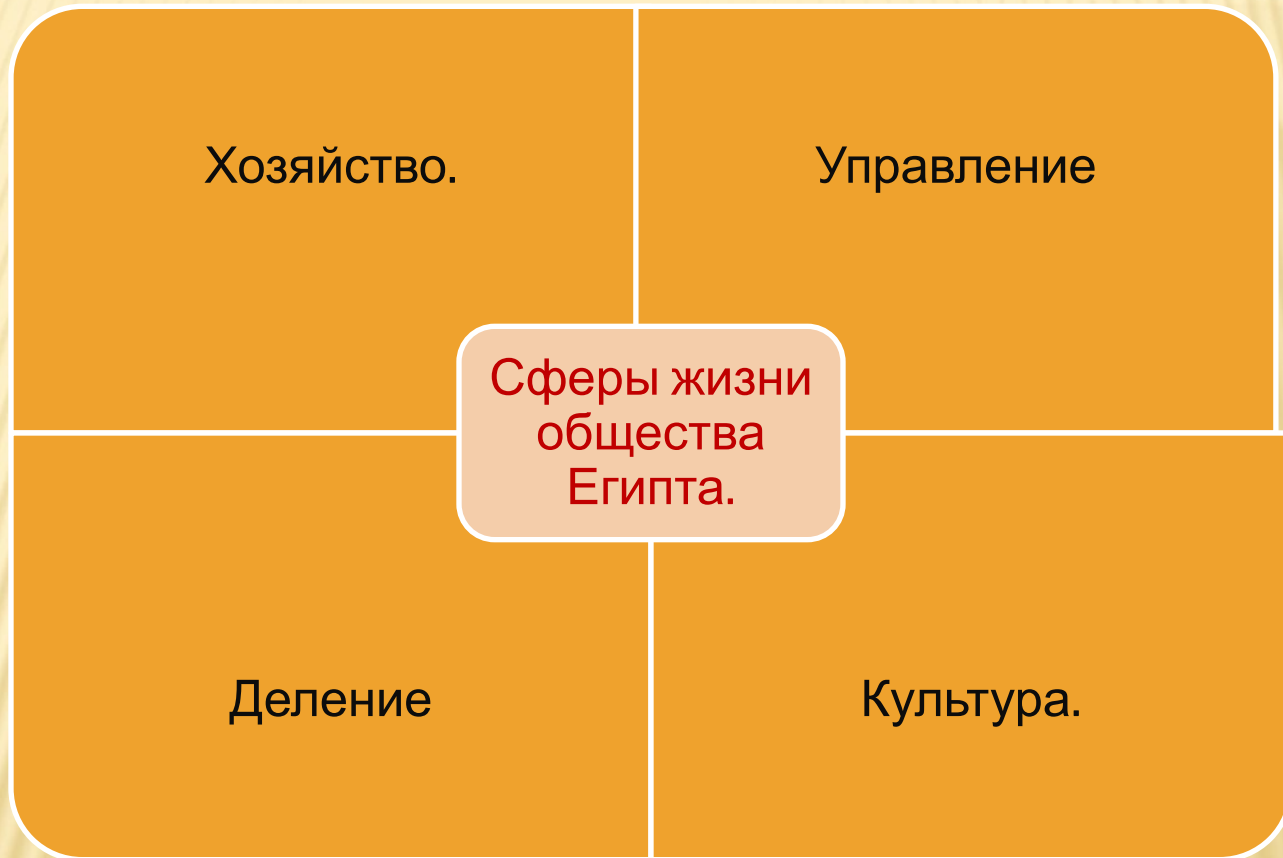 Хозяйство.
Управление
Сферы жизни
общества
Египта.
Деление
Культура.